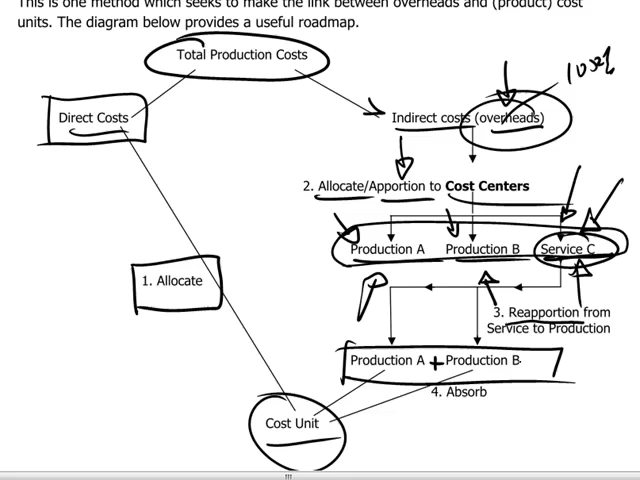 This is one method which seeks to make the link between overheads and (product) cost
units. The diagram below provides a useful roadmap.
Total Production Costs
Direct Costs
Indirect costs (overheads)
100%
2. Allocate/Apportion to Cost Centers
Production A
Production B
Service C
1. Allocate
3. Reapportion from
Service to Production
Production A
+
Production B
4. Absorb
Cost Unit